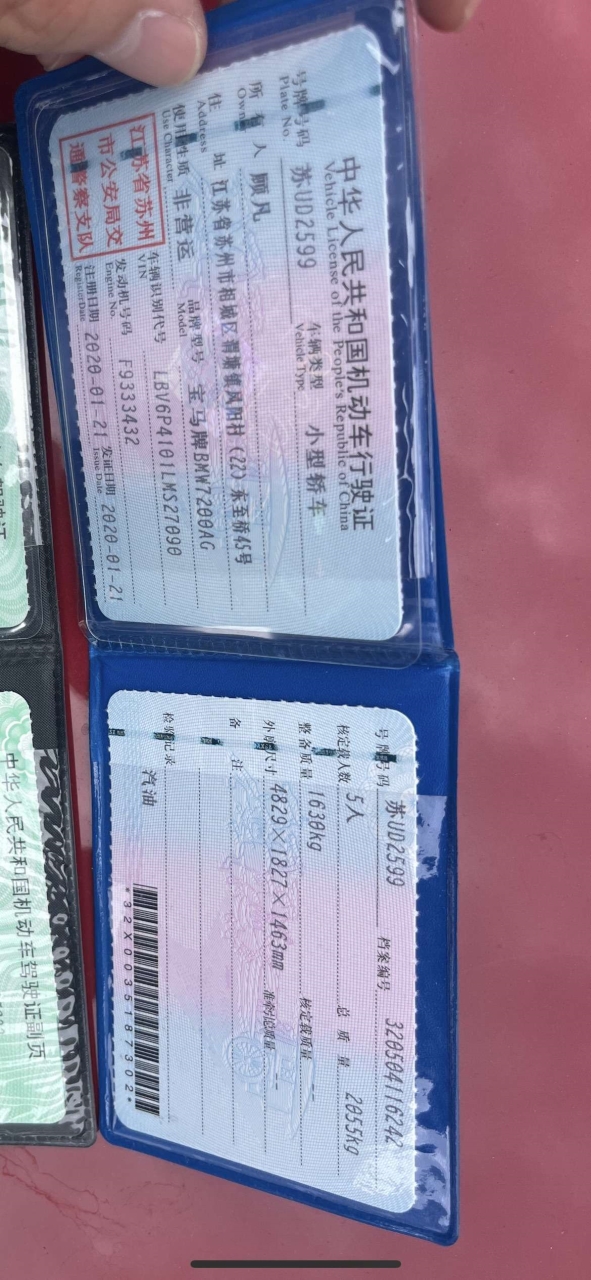 中华人民共和国机动车行驶证
Vehicle License of the People's Republic of China
号牌号码 苏UD2599 车辆类型 小型轿车
Plate No. Vehicle Type
所有人 顾凡
Owner
住址 江苏省苏州市相城区 凤阳村(22)东至桥45号
Address
使用性质 非营运 品牌型号 宝马牌BMW7200AG
Use Character Model
江苏省苏州
市公安局交
通警察支队
车辆识别代号 LBV6P4101LMS27090
VIN
发动机号码 F9333432
Engine No.
注册日期 2020-01-21 发证日期 2020-01-21
Register Date Issue Date
号牌号码 苏UD2599 档案编号 320504116242
核定载人数 5人 总质量 2055kg
整备质量 1630kg 核定载质量 --
外廓尺寸 4829×1827×1463mm 准牵引总质量 --
备注
检验记录 汽油
*32X0035187302*
中华人民共和国机动车驾驶证副页